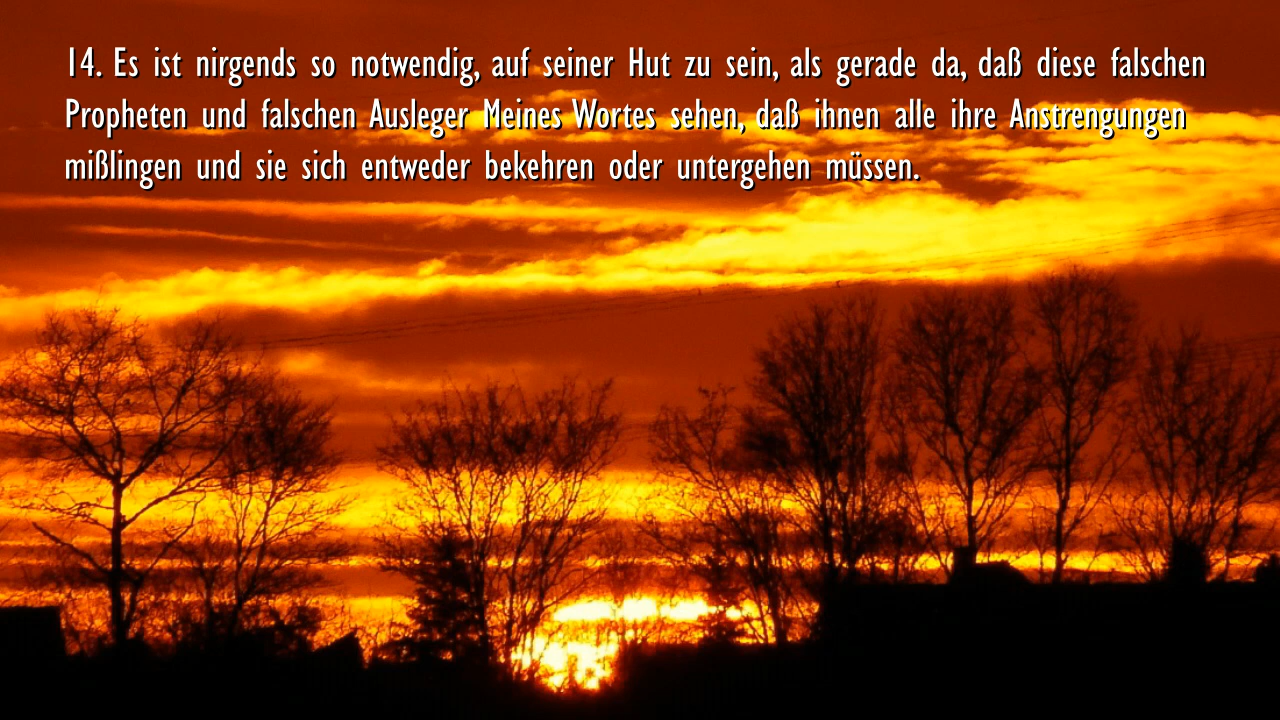 14. Es ist nirgends so notwendig, auf seiner Hut zu sein, als gerade da, daß diese falschen
Propheten und falschen Ausleger Meines Wortes sehen, daß ihnen alle ihre Anstrengungen
mißlingen und sie sich entweder bekehren oder untergehen müssen.